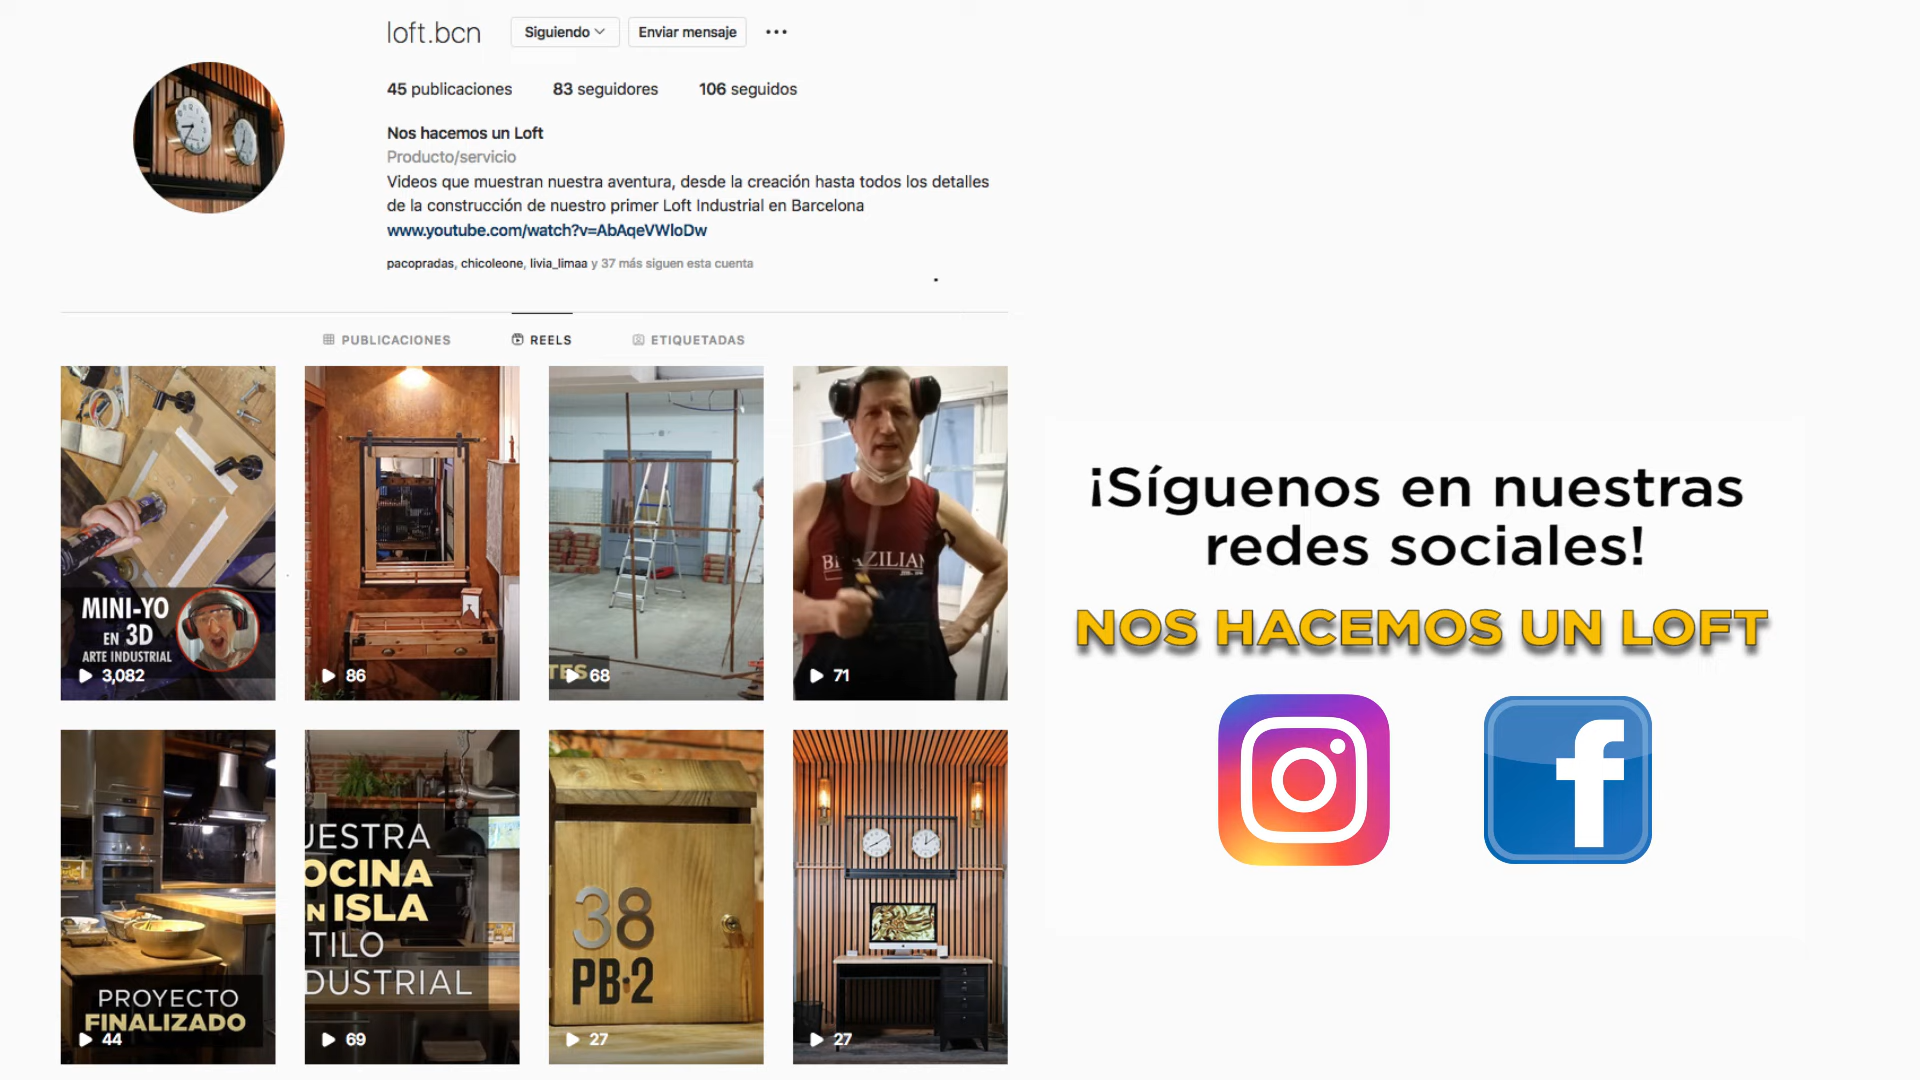 loft.bcn
Siguiendo
Enviar mensaje
45 publicaciones
83 seguidores
106 seguidos
Nos hacemos un Loft
Producto/servicio
Videos que muestran nuestra aventura, desde la creación hasta todos los detalles
de la construcción de nuestro primer Loft Industrial en Barcelona
www.youtube.com/watch?v=AbAqeVWloDw
pacopradas, chicoleone, livia_limaa y 37 más siguen esta cuenta
PUBLICACIONES
REELS
ETIQUETADAS
MINI-YO
EN 3D
ARTE INDUSTRIAL
3,082
86
TES
68
71
PROYECTO
FINALIZADO
44
UESTRA
OCINA
N ISLA
TILO
DUSTRIAL
69
38
PB·2
27
27
¡Síguenos en nuestras
redes sociales!
NOS HACEMOS UN LOFT